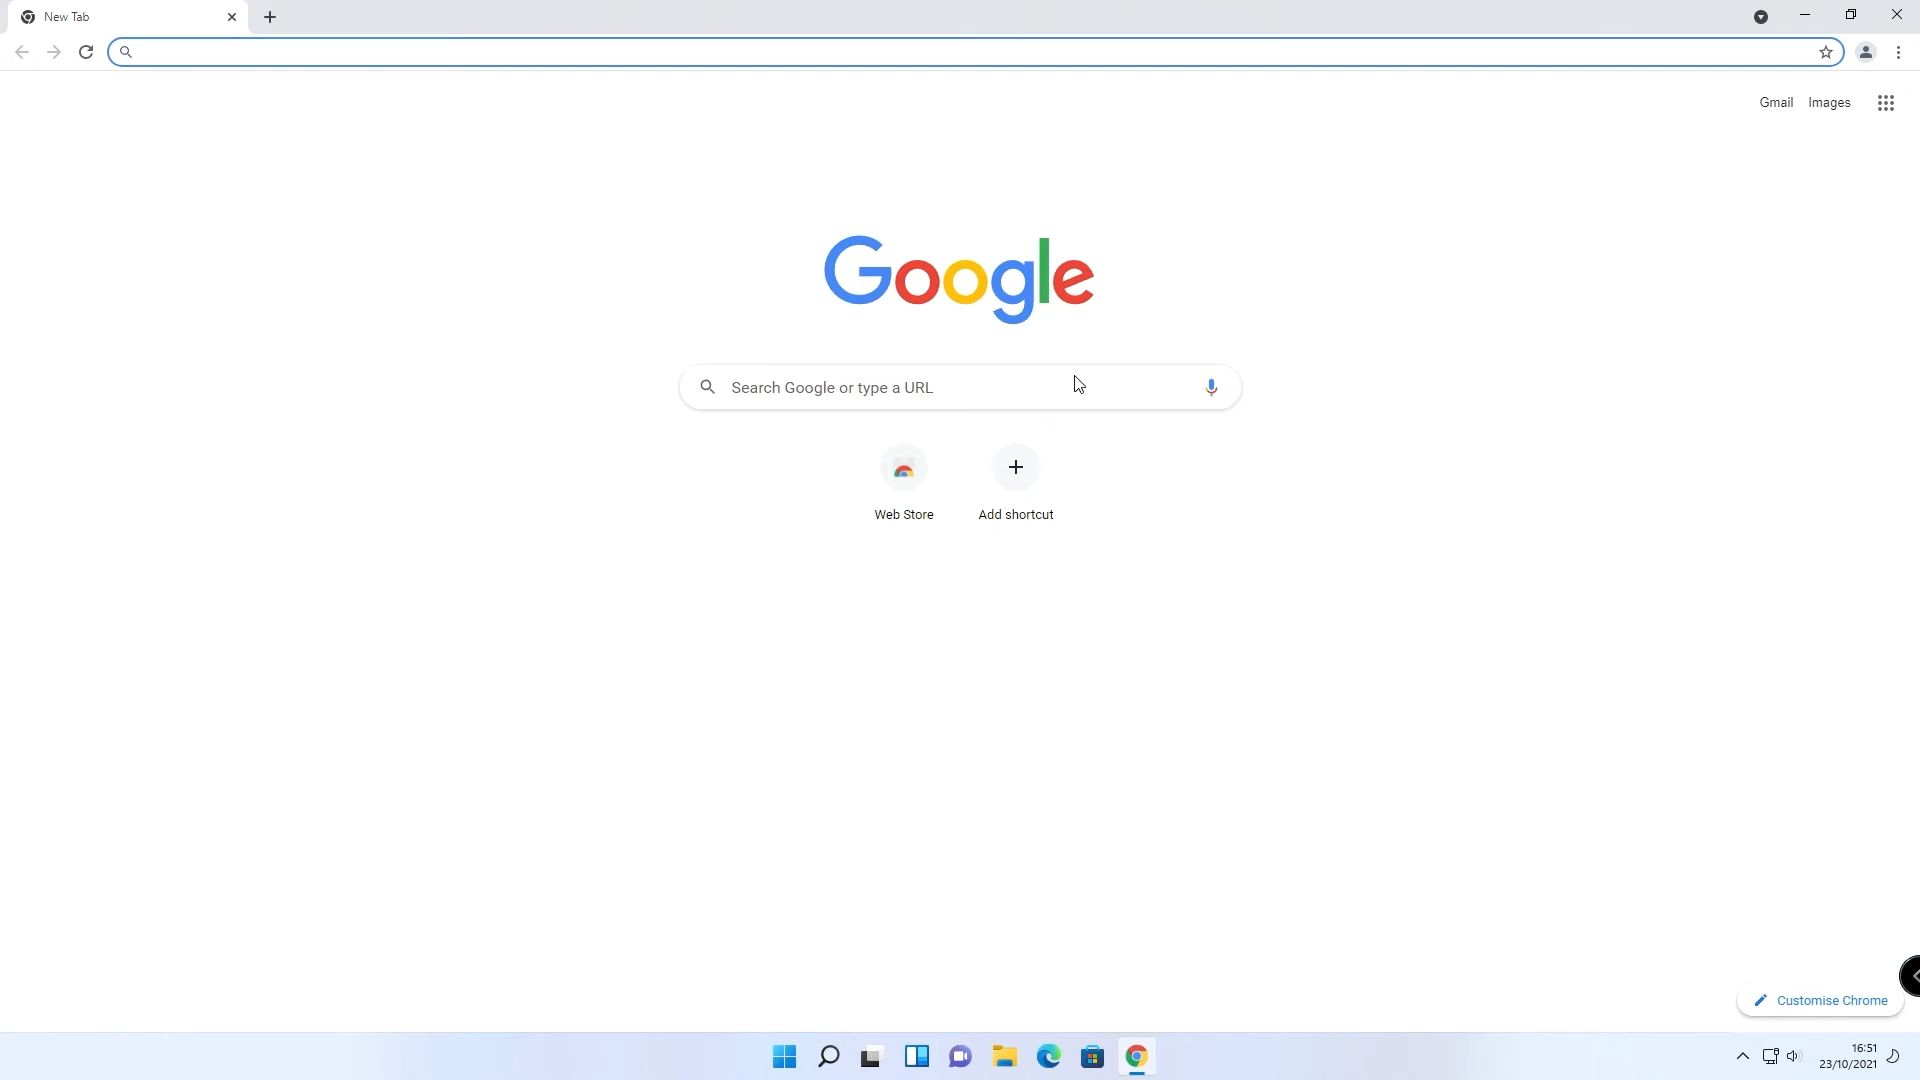 New Tab
Gmail Images
Google
Search Google or type a URL
Web Store Add shortcut
Customise Chrome
16:51
23/10/2021